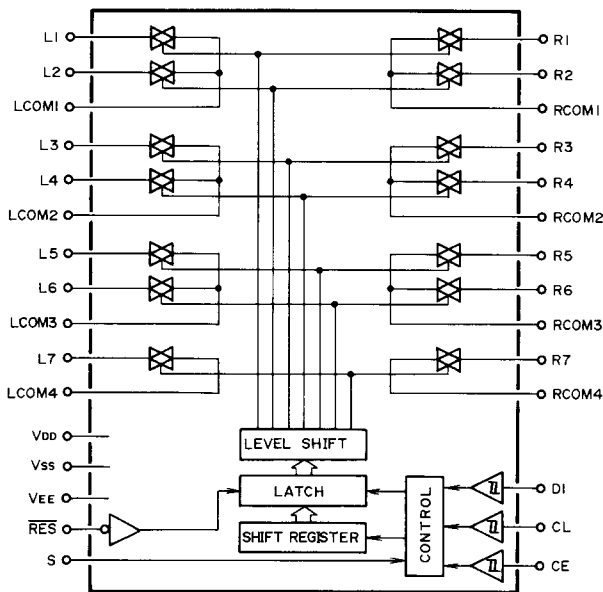 L1 R1
L2 R2
LCOM1 RCOM1
L3 R3
L4 R4
LCOM2 RCOM2
L5 R5
L6 R6
LCOM3 RCOM3
L7 R7
LCOM4 RCOM4
VDD
LEVEL SHIFT
VSS
LATCH DI
VEE
CONTROL
RES CL
SHIFT REGISTER
S CE